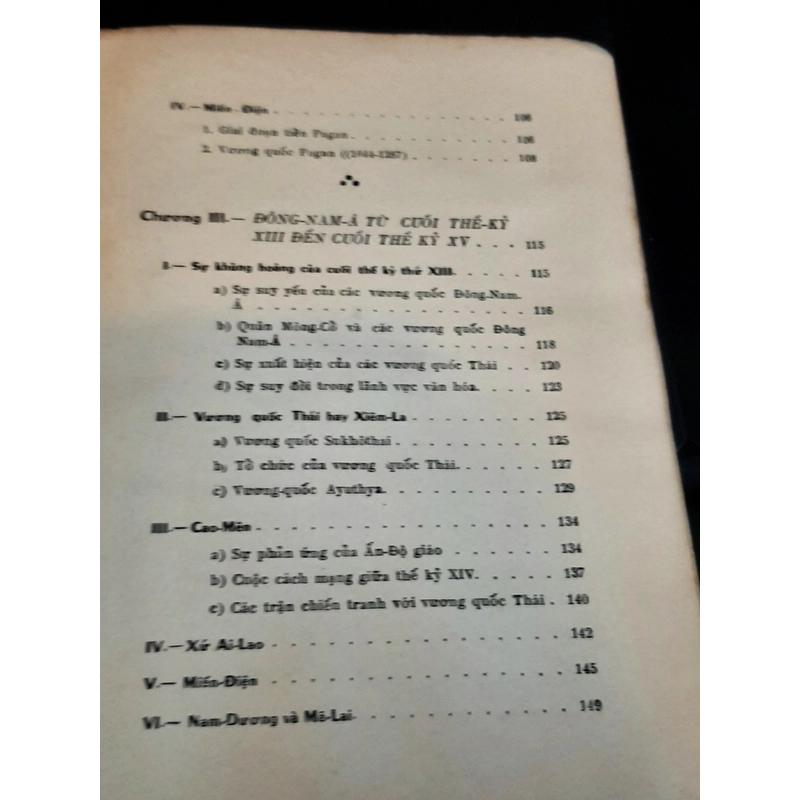 IV.— Miến-Điện . . . . . . . . . . . . . . . 106
1. Giai đoạn tiền Pagan . . . . . . . . . . 106
2. Vương quốc Pagan ((1044-1287) . . . . . . . 108
Chương III.— ĐÔNG-NAM-Á TỪ CUỐI THẾ-KỶ
XIII ĐẾN CUỐI THẾ KỶ XV . . . 115
I.— Sự khủng hoảng của cuối thế kỷ thứ XIII. . . . . . 115
a) Sự suy yếu của các vương quốc Đông-Nam-
Á . . . . . . . . . . . . . . . 116
b) Quân Mông-Cổ và các vương quốc Đông
Nam-Á . . . . . . . . . . . . . 118
c) Sự xuất hiện của các vương quốc Thái . . 120
d) Sự suy đồi trong lãnh vực văn hóa. . . . 123
II.— Vương quốc Thái hay Xiêm-La . . . . . . . . 125
a) Vương quốc Sukhôthai . . . . . . . . 125
b) Tổ chức của vương quốc Thái. . . . . . 127
c) Vương-quốc Ayuthya. . . . . . . . . 129
III.— Cao-Mên . . . . . . . . . . . . . . . . 134
a) Sự phản ứng của Ấn-Độ giáo . . . . . . 134
b) Cuộc cách mạng giữa thế kỷ XIV. . . . . 137
c) Các trận chiến tranh với vương quốc Thái . 140
IV.— Xứ Ai-Lao . . . . . . . . . . . . . . . 142
V.— Miến-Điện . . . . . . . . . . . . . . . 145
VI.— Nam-Dương và Mã-Lai . . . . . . . . . . . 149